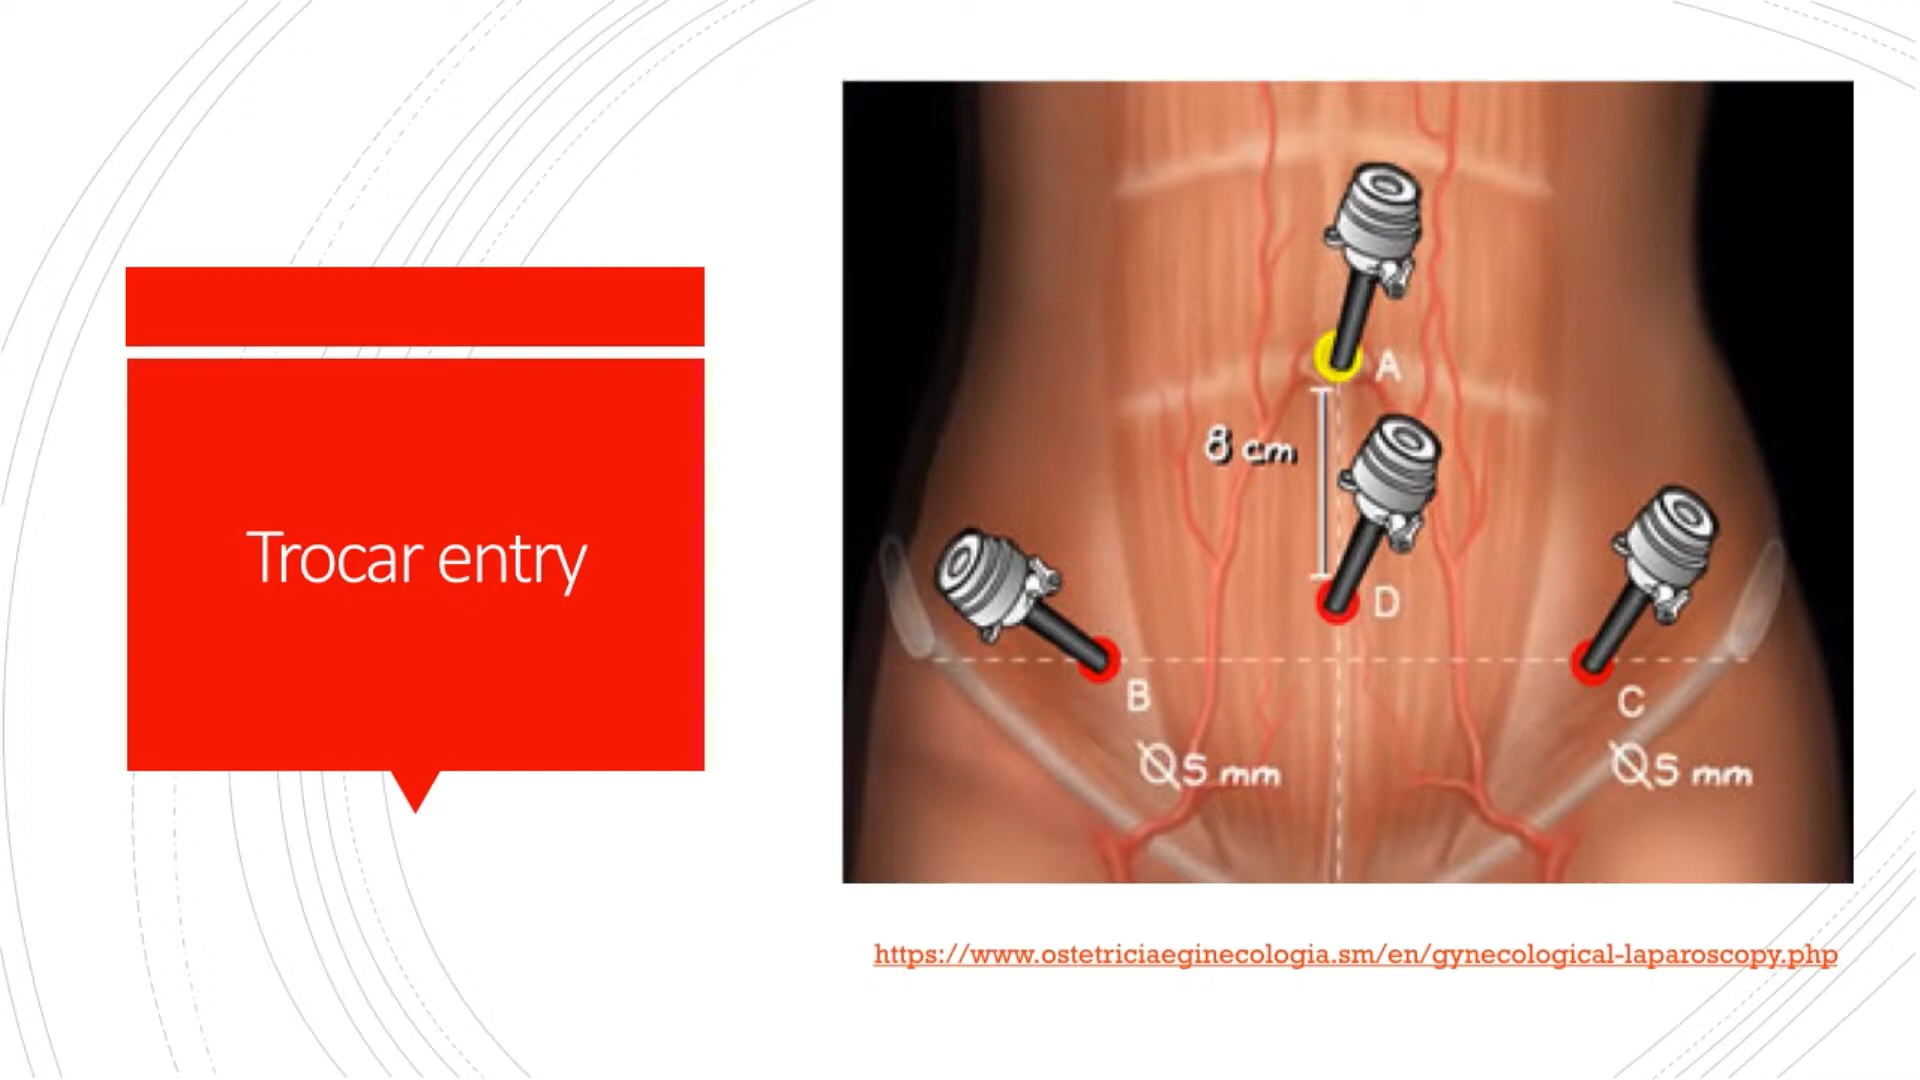 Trocar entry
A
8 cm
D
B
C
Ø5 mm
Ø5 mm
https://www.ostetriciaeginecologia.sm/en/gynecological-laparoscopy.php